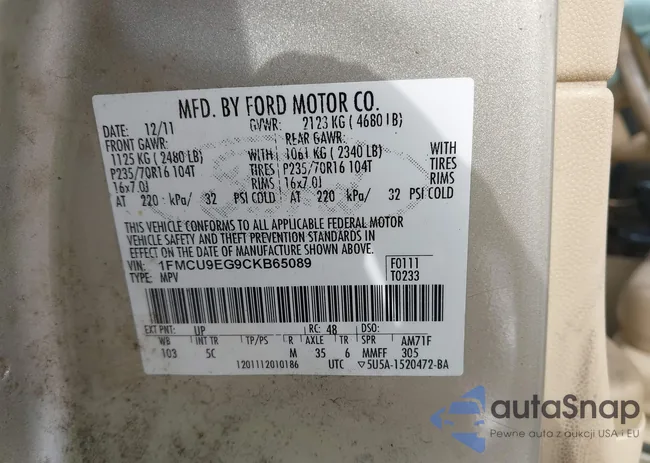 MFD. BY FORD MOTOR CO.
DATE: 12/11 GVWR: 2123 KG (4680 LB)
FRONT GAWR: REAR GAWR:
1125 KG (2480 LB) WITH 1061 KG (2340 LB) WITH
P235/70R16 104T TIRES P235/70R16 104T TIRES
16x7.0J RIMS 16x7.0J RIMS
AT 220 kPa/ 32 PSI COLD AT 220 kPa/ 32 PSI COLD
THIS VEHICLE CONFORMS TO ALL APPLICABLE FEDERAL MOTOR
VEHICLE SAFETY AND THEFT PREVENTION STANDARDS IN
EFFECT ON THE DATE OF MANUFACTURE SHOWN ABOVE.
VIN: 1FMCU9EG9CKB65089 F0111
TYPE: MPV T0233
EXT PNT: UP RC: 48 DSO:
WB INT TR TP/PS R AXLE TR SPR AM71F
103 5C M 35 6 MMFF 305
1201112010186 UTC ▽5U5A-1520472-BA
autaSnap
Pewne auto z aukcji USA i EU